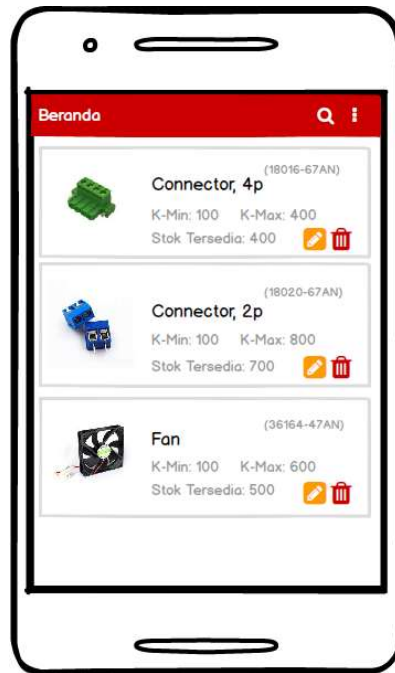 Beranda
(18016-67AN)
Connector, 4p
K-Min: 100 K-Max: 400
Stok Tersedia: 400
(18020-67AN)
Connector, 2p
K-Min: 100 K-Max: 800
Stok Tersedia: 700
(36164-47AN)
Fan
K-Min: 100 K-Max: 600
Stok Tersedia: 500